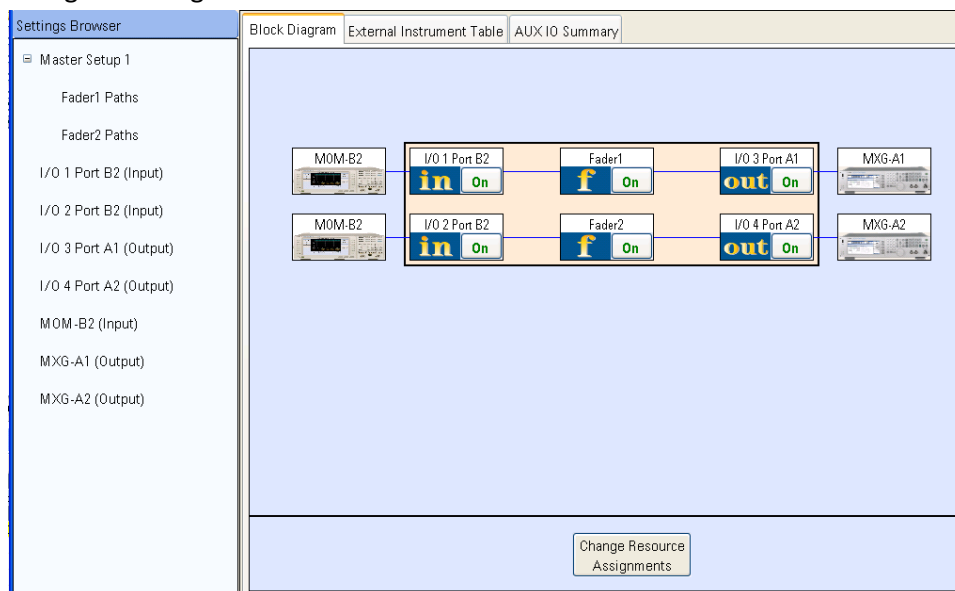 Settings Browser
Master Setup 1
Fader1 Paths
Fader2 Paths
I/O 1 Port B2 (Input)
I/O 2 Port B2 (Input)
I/O 3 Port A1 (Output)
I/O 4 Port A2 (Output)
MOM-B2 (Input)
MXG-A1 (Output)
MXG-A2 (Output)
Block Diagram
External Instrument Table
AUX IO Summary
MOM-B2
I/O 1 Port B2
in On
Fader1
f On
I/O 3 Port A1
out On
MXG-A1
MOM-B2
I/O 2 Port B2
in On
Fader2
f On
I/O 4 Port A2
out On
MXG-A2
Change Resource
Assignments